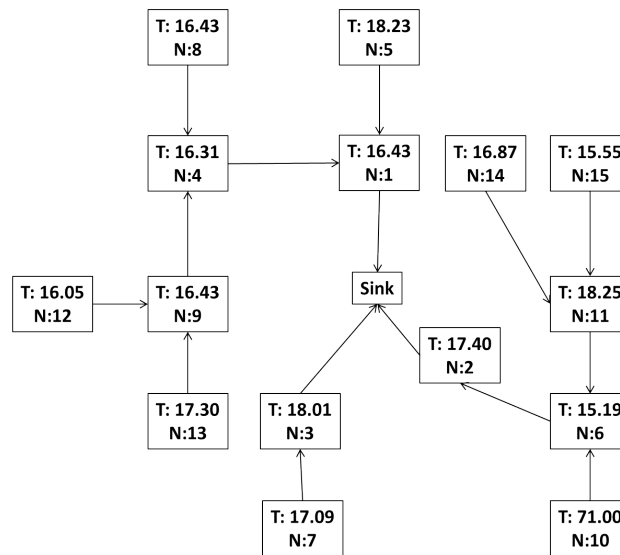 T: 16.43
N:8
T: 18.23
N:5
T: 16.31
N:4
T: 16.43
N:1
T: 16.87
N:14
T: 15.55
N:15
T: 16.05
N:12
T: 16.43
N:9
Sink
T: 18.25
N:11
T: 17.40
N:2
T: 17.30
N:13
T: 18.01
N:3
T: 15.19
N:6
T: 17.09
N:7
T: 71.00
N:10